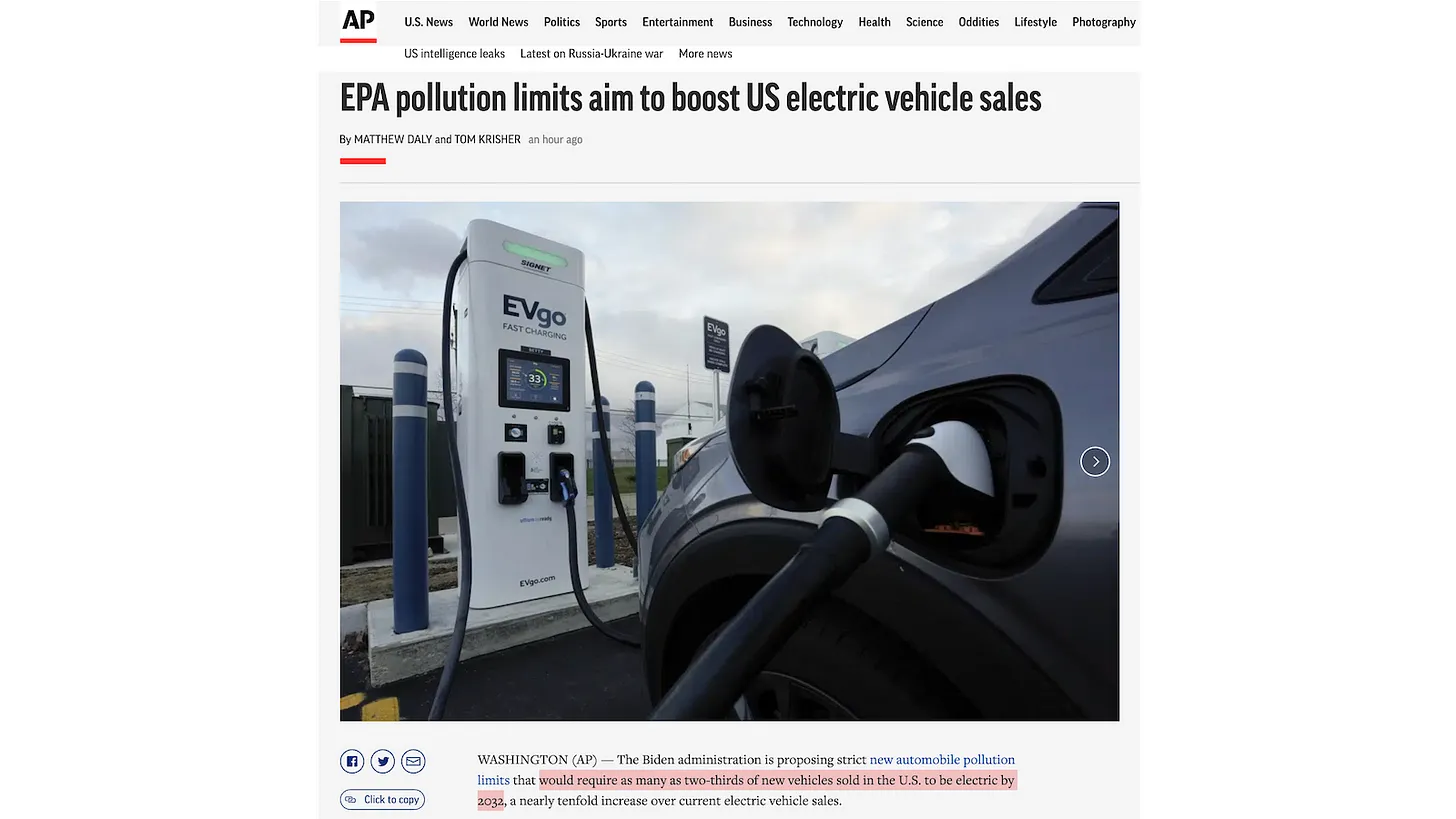 AP
U.S. News World News Politics Sports Entertainment Business Technology Health Science Oddities Lifestyle Photography
US intelligence leaks Latest on Russia-Ukraine war More news
EPA pollution limits aim to boost US electric vehicle sales
By MATTHEW DALY and TOM KRISHER an hour ago
SIGNET
EVgo
FAST CHARGING
BETTY
33
EVgo
EVgo.com
WASHINGTON (AP) — The Biden administration is proposing strict new automobile pollution
limits that would require as many as two-thirds of new vehicles sold in the U.S. to be electric by
2032, a nearly tenfold increase over current electric vehicle sales.
Click to copy